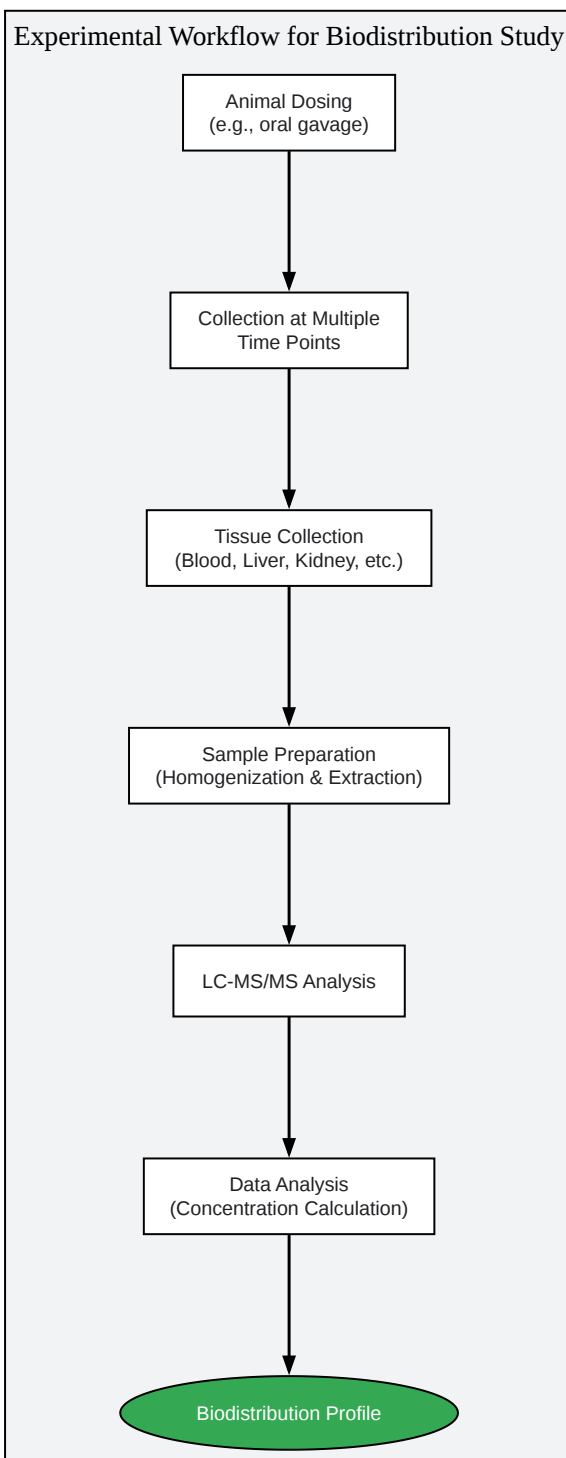 Experimental Workflow for Biodistribution Study
Animal Dosing
(e.g., oral gavage)
Collection at Multiple
Time Points
Tissue Collection
(Blood, Liver, Kidney, etc.)
Sample Preparation
(Homogenization & Extraction)
LC-MS/MS Analysis
Data Analysis
(Concentration Calculation)
Biodistribution Profile